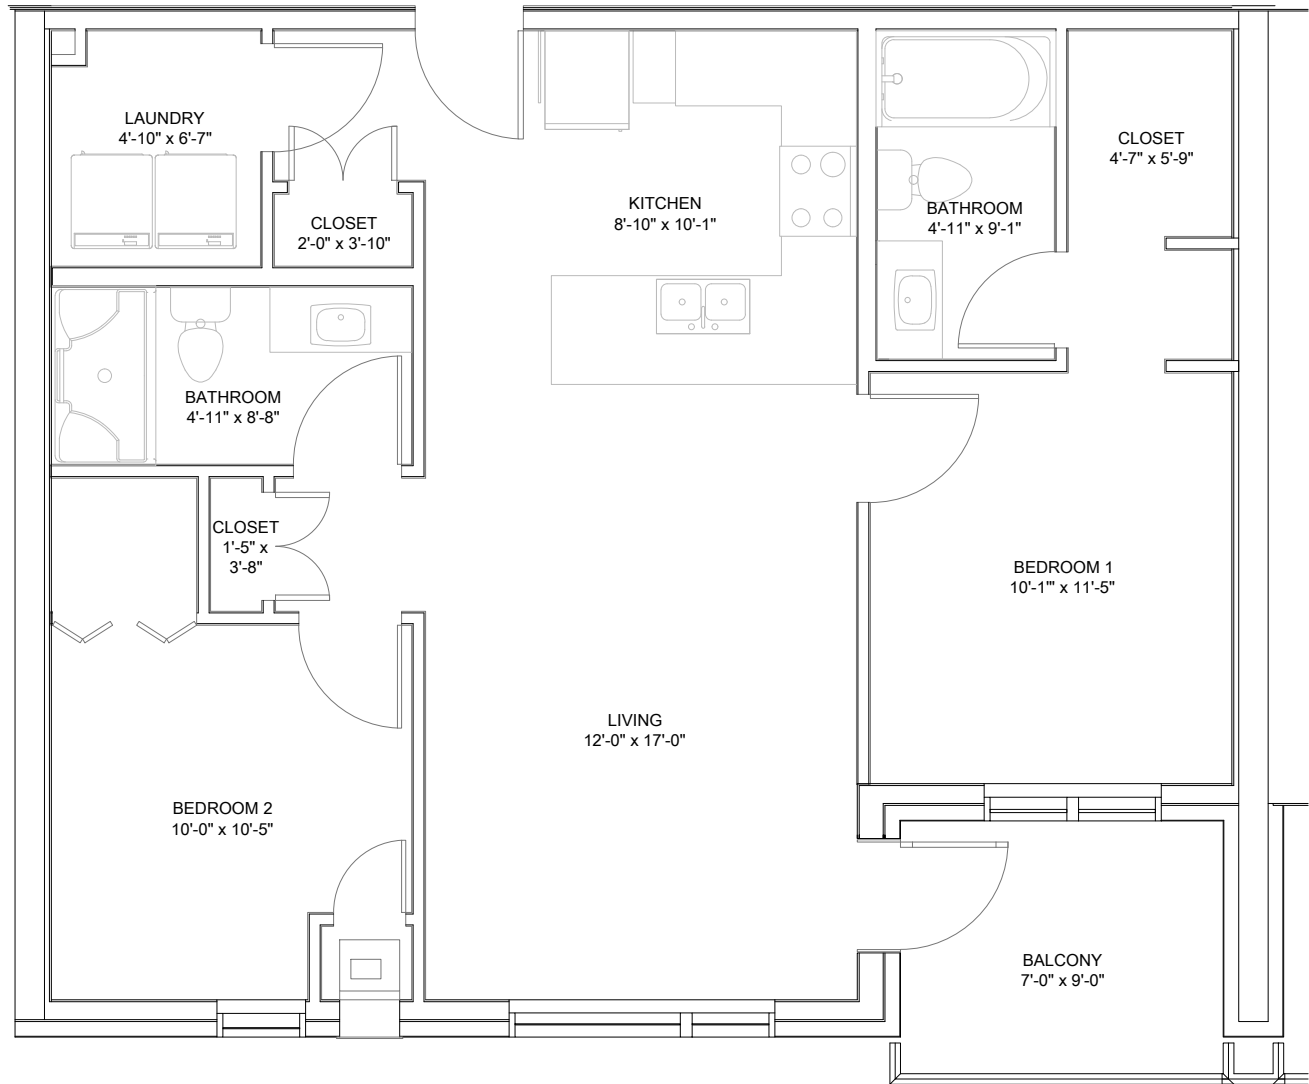 LAUNDRY
4'-10" x 6'-7"
CLOSET
2'-0" x 3'-10"
KITCHEN
8'-10" x 10'-1"
BATHROOM
4'-11" x 9'-1"
CLOSET
4'-7" x 5'-9"
BATHROOM
4'-11" x 8'-8"
CLOSET
1'-5" x
3'-8"
BEDROOM 1
10'-1'" x 11'-5"
LIVING
12'-0" x 17'-0"
BEDROOM 2
10'-0" x 10'-5"
BALCONY
7'-0" x 9'-0"